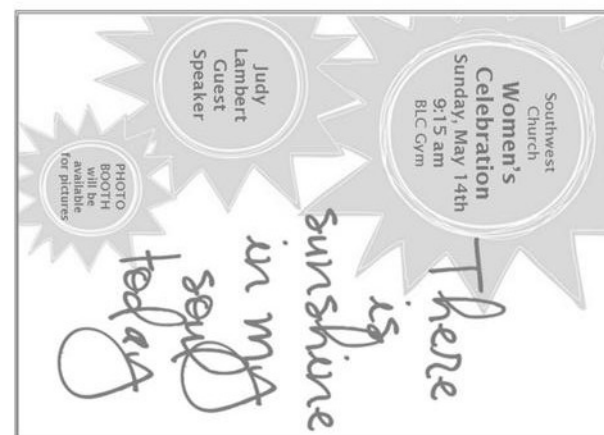 Southwest
Church
Women's
Celebration
Sunday, May 14th
9:15 am
BLC Gym
Judy
Lambert
Guest
Speaker
PHOTO
BOOTH
will be
available
for pictures
There
is
sunshine
in my
soul
today